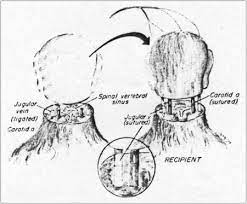 Jugular
vein
(ligated)
Carotid a
Spinal vertebral
sinus
Jugular v
(sutured)
Carotid a
(sutured)
RECIPIENT